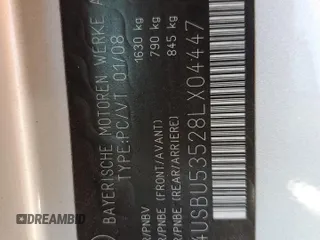 BAYERISCHE MOTOREN WERKE A
TYPE:PC/V1 01/08
1630 kg
790 kg
845 kg
R/PNBV
R/PNBE (FRONT/AVANT)
R/PNBE (REAR/ARRIERE)
4USBU53528LX04447
DREAMBID